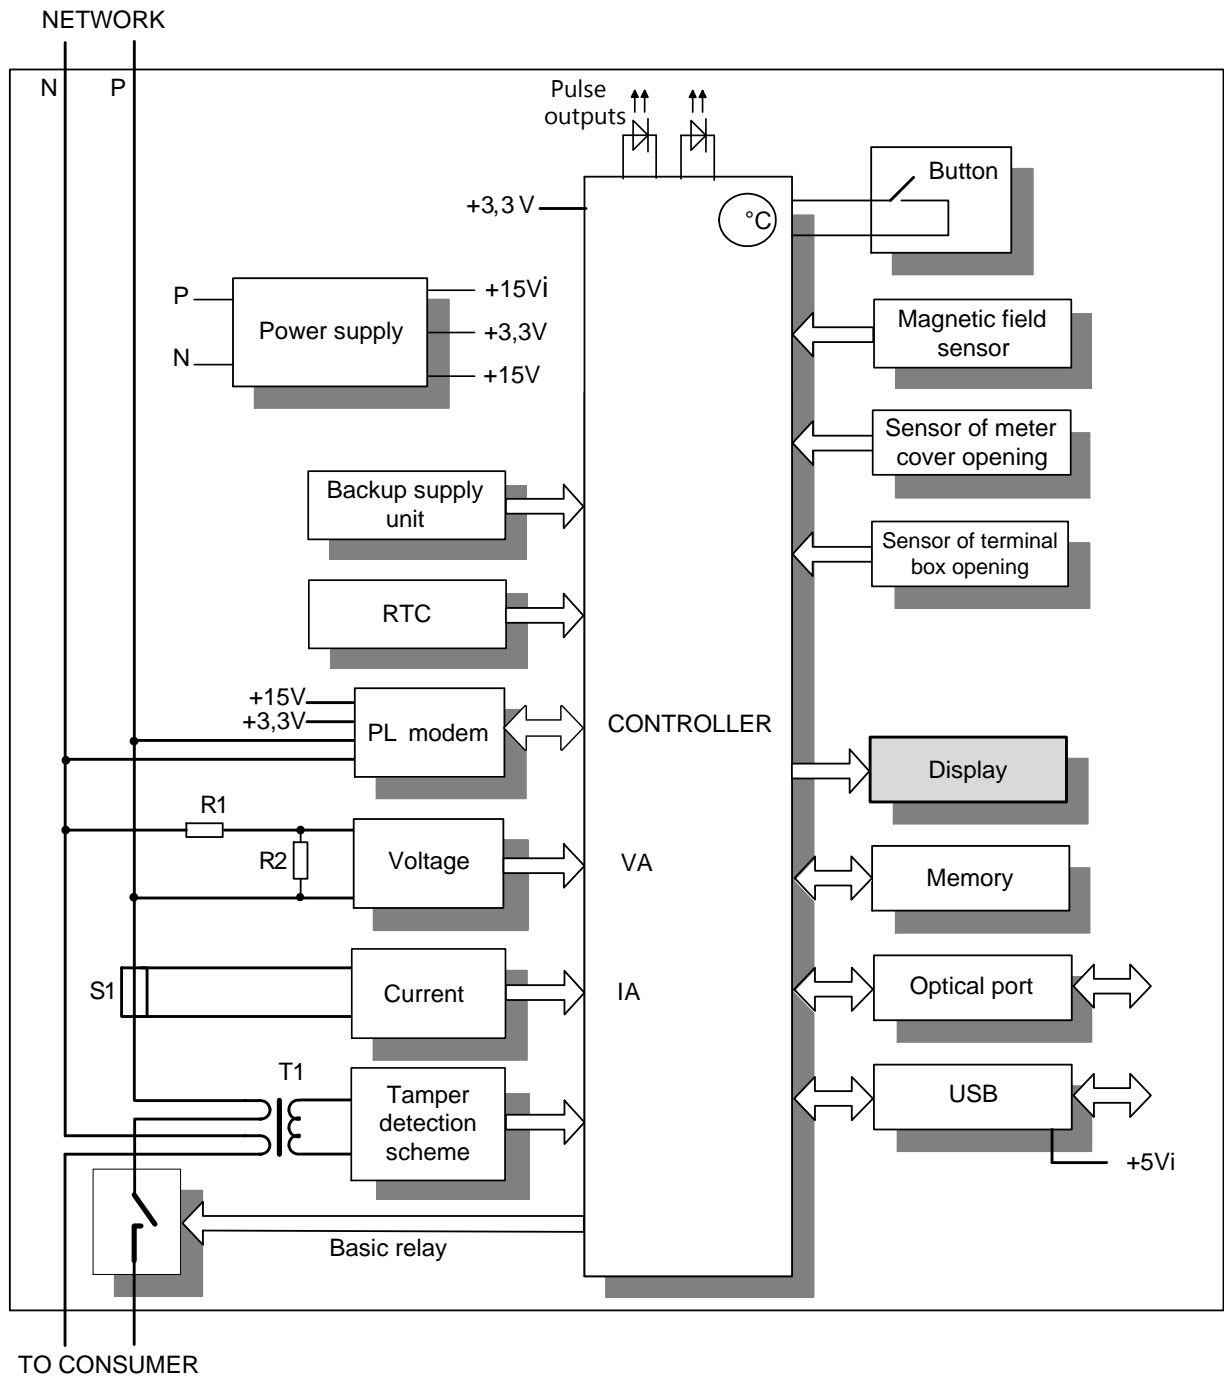 NETWORK
N
P
Pulse
outputs
+3,3 V
°C
Button
P
N
Power supply
+15Vi
+3,3V
+15V
Magnetic field
sensor
Sensor of meter
cover opening
Backup supply
unit
Sensor of terminal
box opening
RTC
+15V
+3,3V
PL modem
CONTROLLER
Display
R1
R2
Voltage
VA
Memory
S1
Current
IA
Optical port
T1
Tamper
detection
scheme
USB
+5Vi
Basic relay
TO CONSUMER